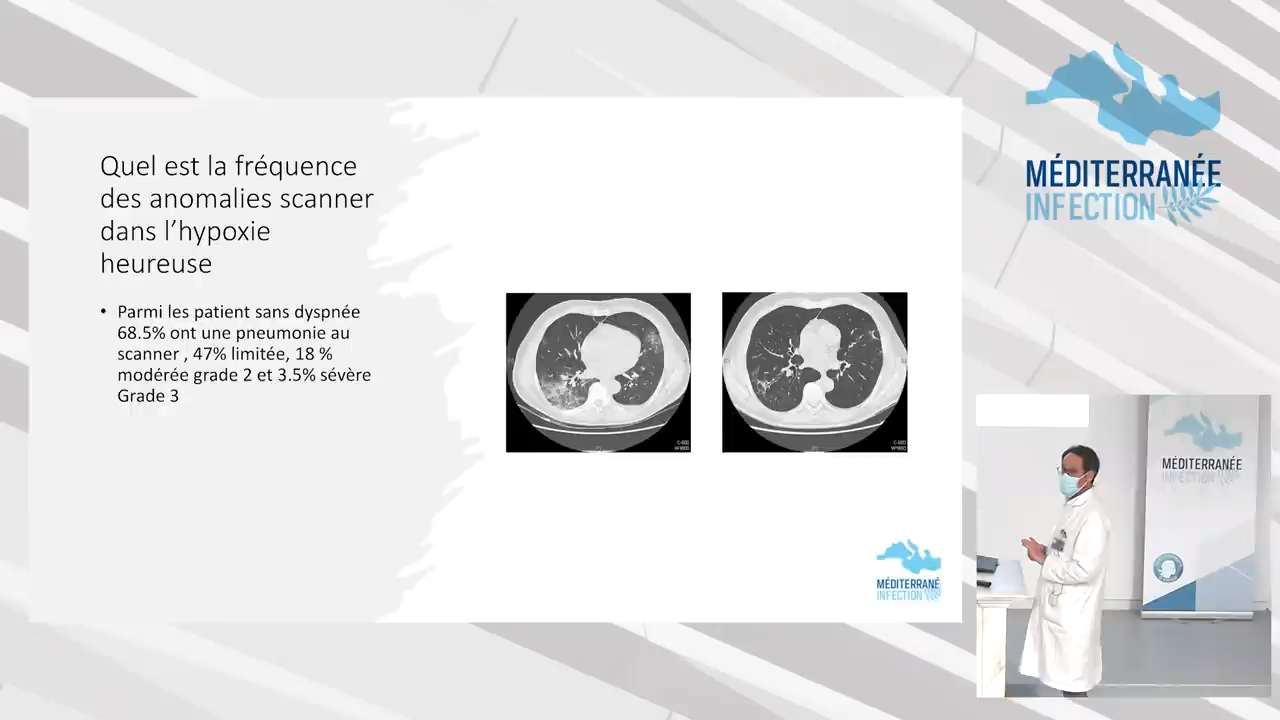 Quel est la fréquence
des anomalies scanner
dans l’hypoxie
heureuse
• Parmi les patient sans dyspnée
68.5% ont une pneumonie au
scanner , 47% limitée, 18 %
modérée grade 2 et 3.5% sévère
Grade 3
MÉDITERRANÉ
INFECTION
MÉDITERRANÉE
INFECTION
MÉDITERRANÉE
INFECTION